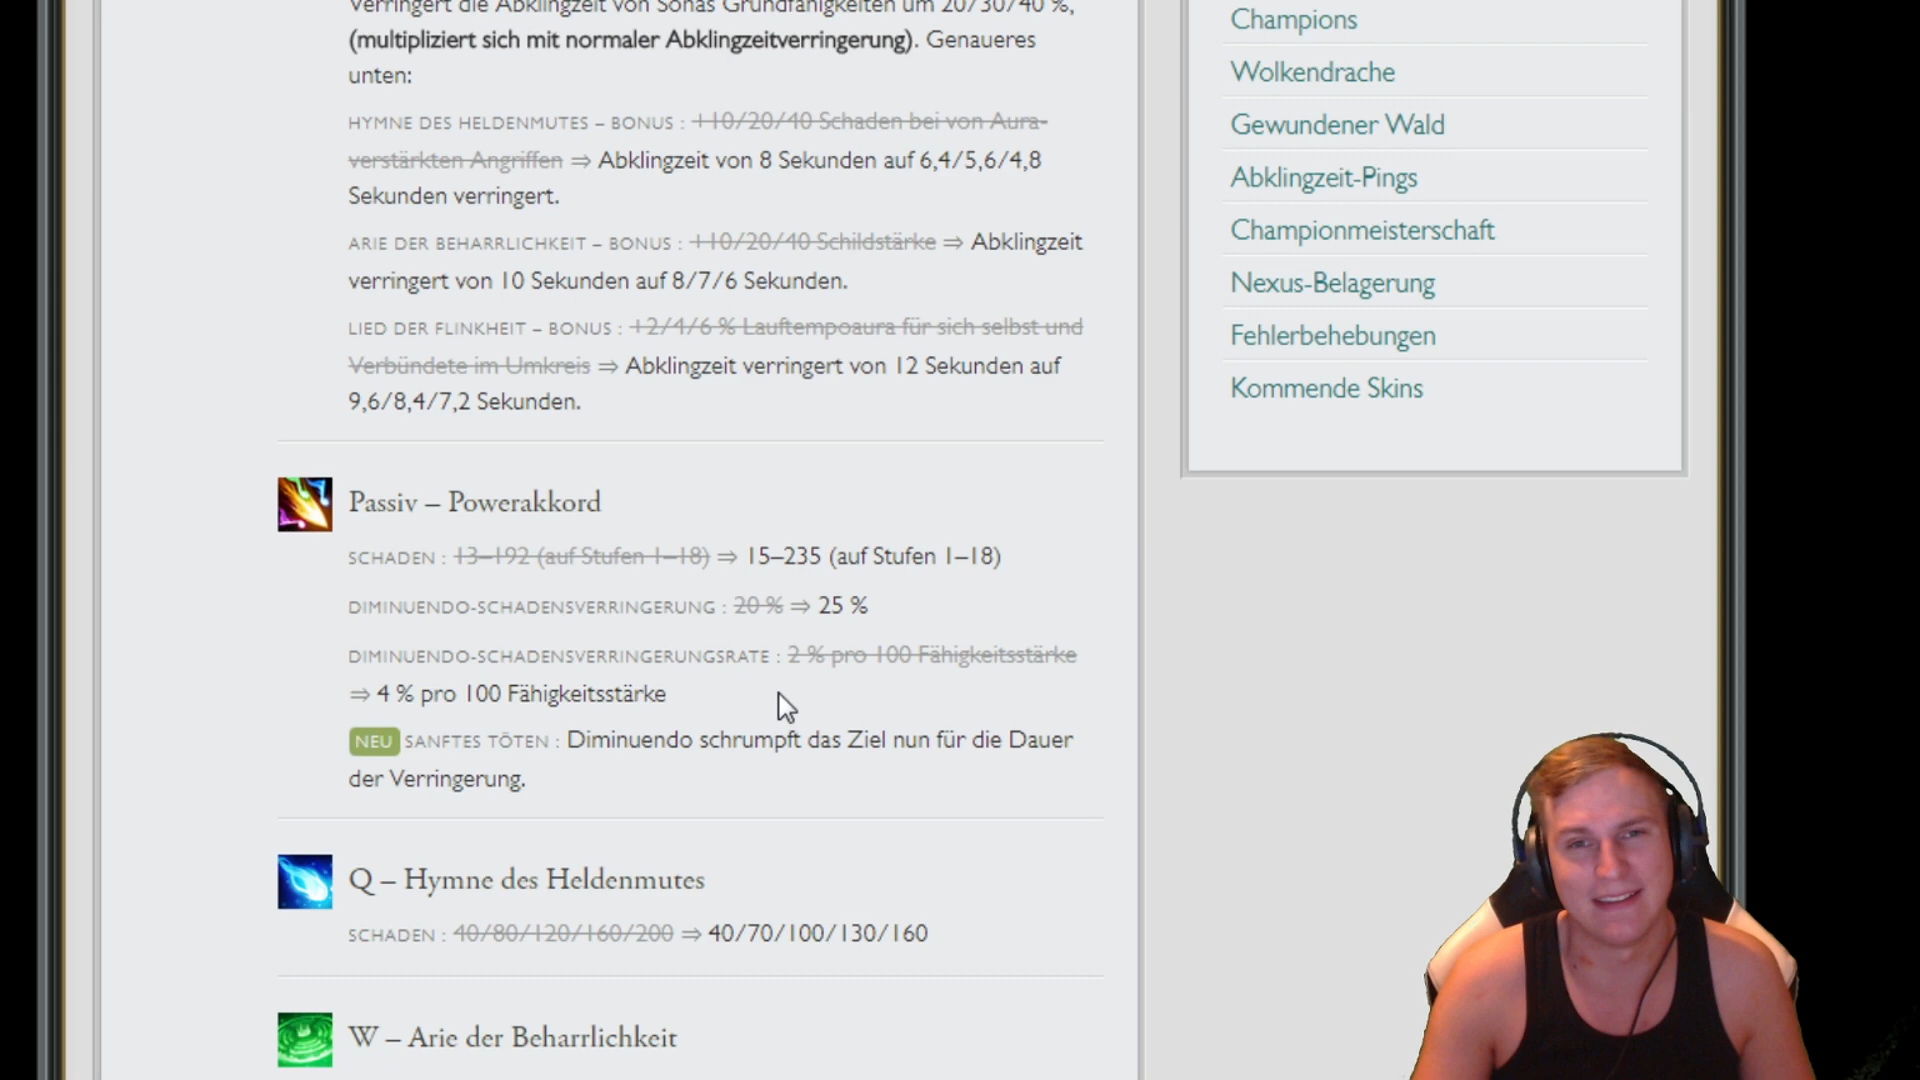 Verringert die Abklingzeit von Sonas Grundfähigkeiten um 20/30/40 %,
(multipliziert sich mit normaler Abklingzeitverringerung). Genaueres
unten:
HYMNE DES HELDENMUTES – BONUS : +10/20/40 Schaden bei von Aura-
verstärkten Angriffen ⇒ Abklingzeit von 8 Sekunden auf 6,4/5,6/4,8
Sekunden verringert.
ARIE DER BEHARRLICHKEIT – BONUS : +10/20/40 Schildstärke ⇒ Abklingzeit
verringert von 10 Sekunden auf 8/7/6 Sekunden.
LIED DER FLINKHEIT – BONUS : +2/4/6 % Lauftempoaura für sich selbst und
Verbündete im Umkreis ⇒ Abklingzeit verringert von 12 Sekunden auf
9,6/8,4/7,2 Sekunden.
Passiv – Powerakkord
SCHADEN : 13–192 (auf Stufen 1–18) ⇒ 15–235 (auf Stufen 1–18)
DIMINUENDO-SCHADENSVERRINGERUNG : 20 % ⇒ 25 %
DIMINUENDO-SCHADENSVERRINGERUNGSRATE : 2 % pro 100 Fähigkeitsstärke
⇒ 4 % pro 100 Fähigkeitsstärke
NEU SANFTES TÖTEN : Diminuendo schrumpft das Ziel nun für die Dauer
der Verringerung.
Q – Hymne des Heldenmutes
SCHADEN : 40/80/120/160/200 ⇒ 40/70/100/130/160
W – Arie der Beharrlichkeit
Champions
Wolkendrache
Gewundener Wald
Abklingzeit-Pings
Championmeisterschaft
Nexus-Belagerung
Fehlerbehebungen
Kommende Skins